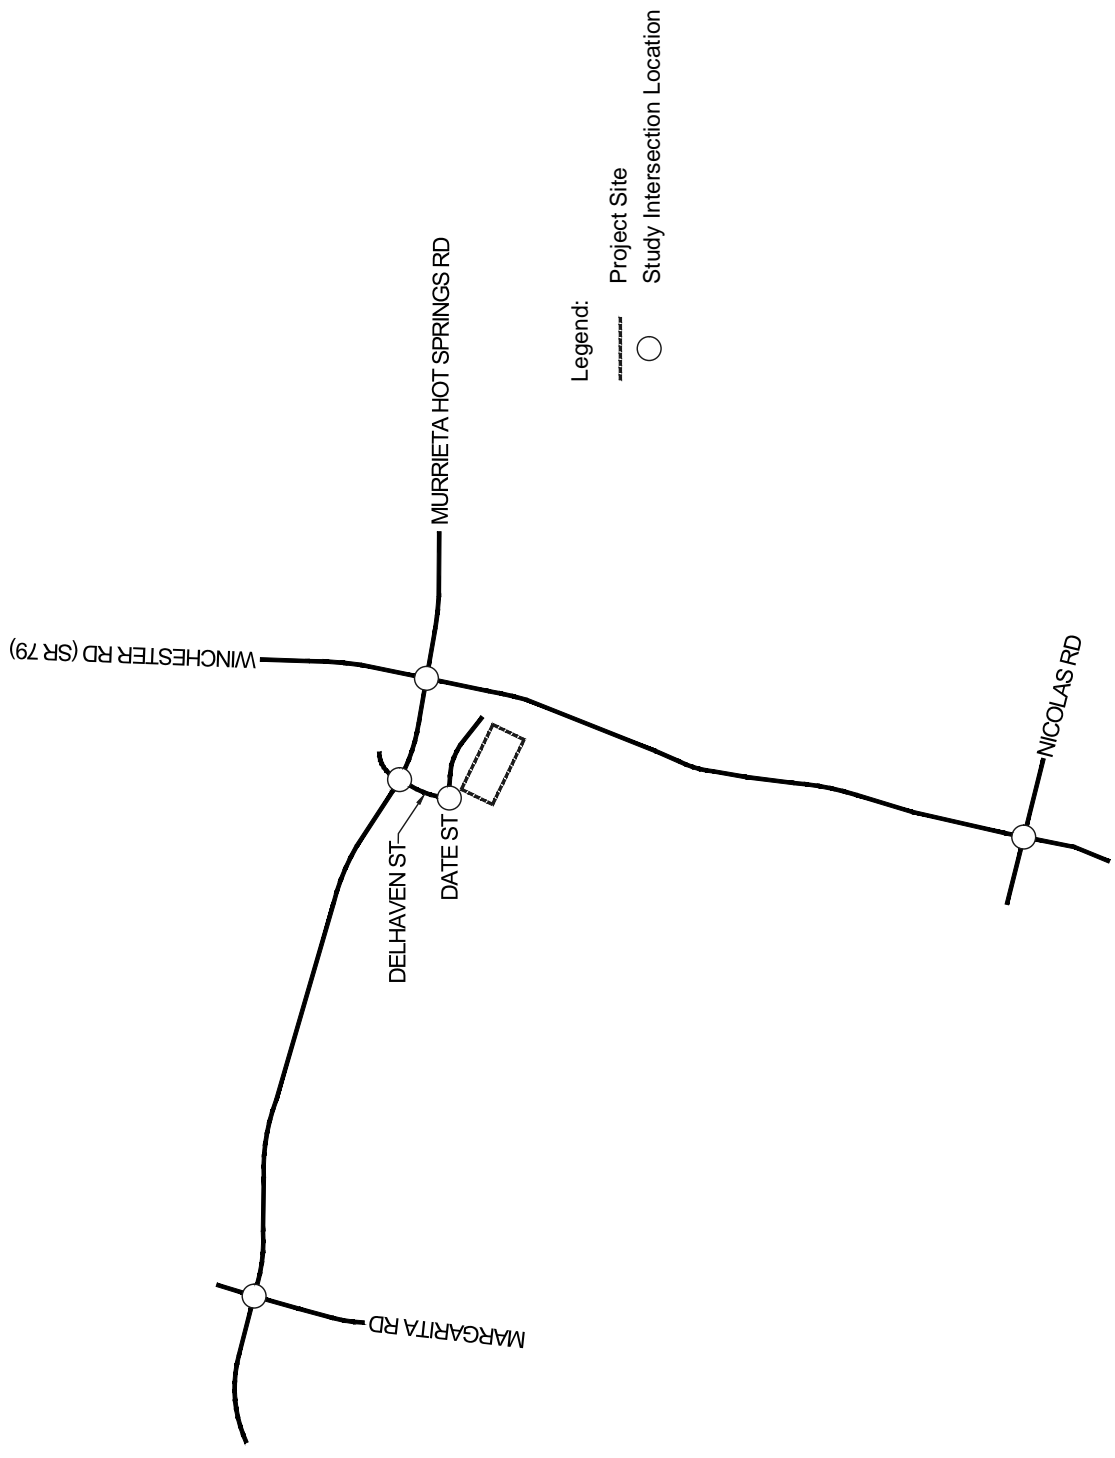 WINCHESTER RD (SR 79)
MURRIETA HOT SPRINGS RD
DELHAVEN ST
DATE ST
MARGARITA RD
NICOLAS RD
Legend:
Project Site
Study Intersection Location